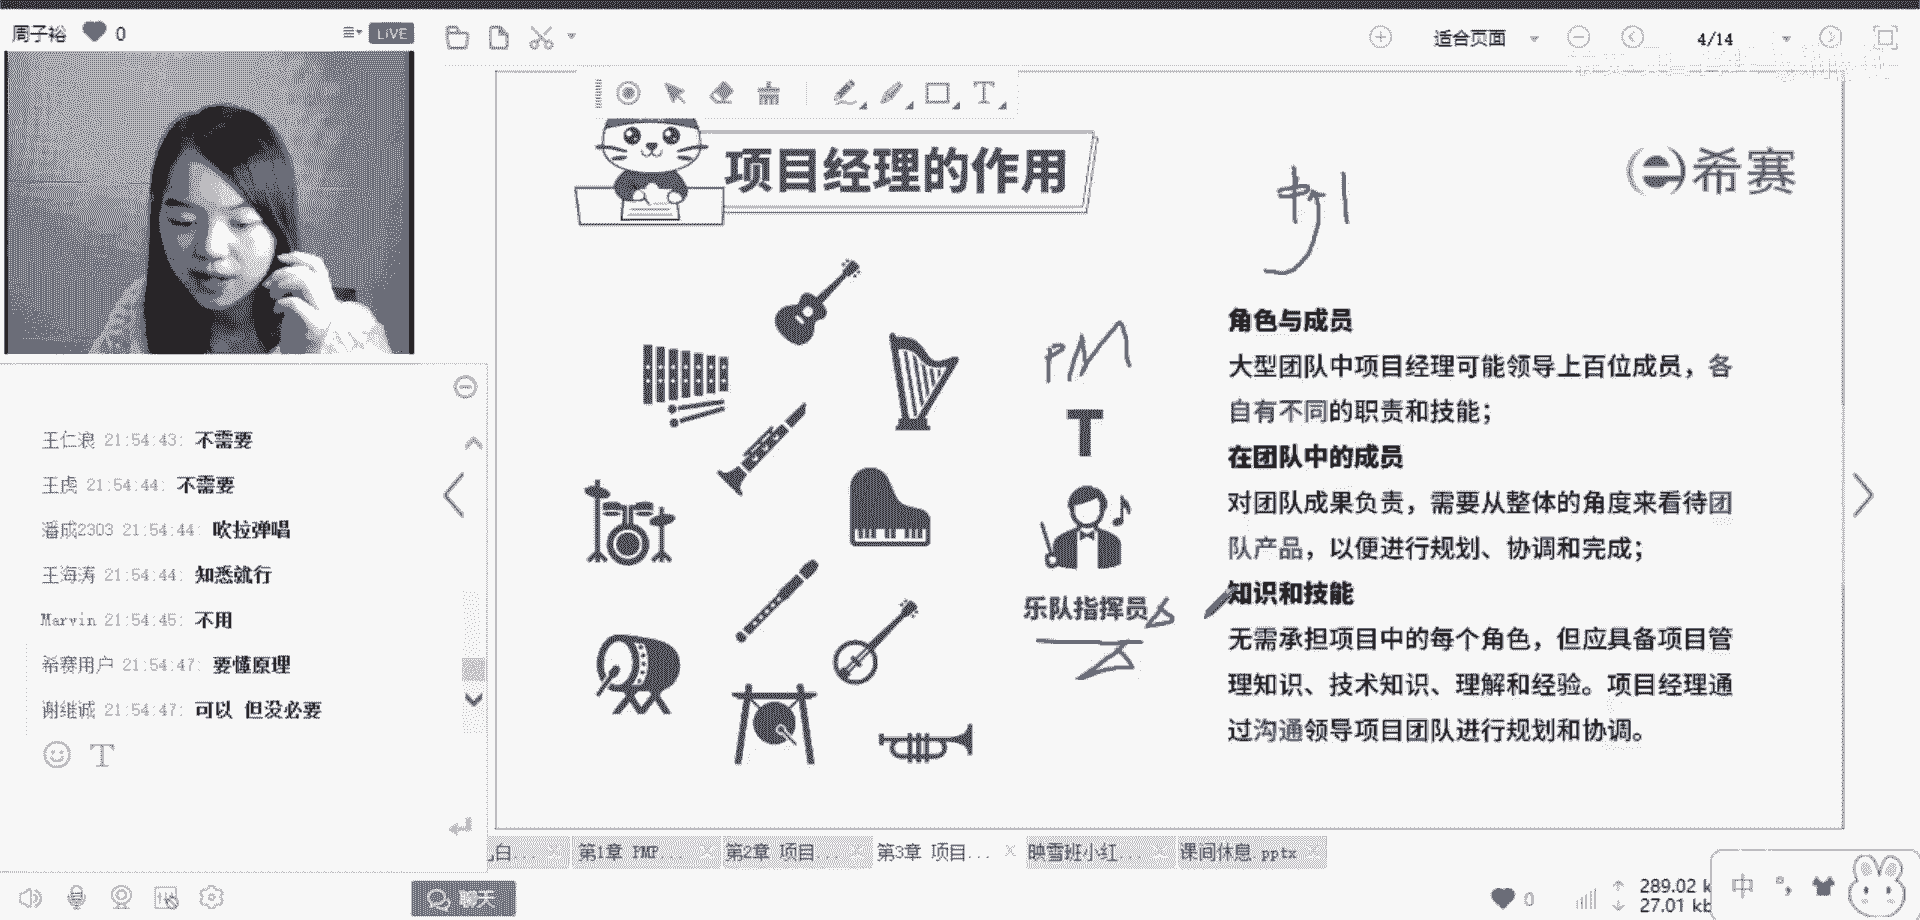 周子裕 0
LIVE
适合页面
4/14
项目经理的作用
希赛
PM
T
乐队指挥员
角色与成员
大型团队中项目经理可能领导上百位成员，各
自有不同的职责和技能；
在团队中的成员
对团队成果负责，需要从整体的角度来看待团
队产品，以便进行规划、协调和完成；
知识和技能
无需承担项目中的每个角色，但应具备项目管
理知识、技术知识、理解和经验。项目经理通
过沟通领导项目团队进行规划和协调。
王仁浪 21:54:43: 不需要
王虎 21:54:44: 不需要
潘成2303 21:54:44: 吹拉弹唱
王海涛 21:54:44: 知悉就行
Marvin 21:54:45: 不用
希赛用户 21:54:47: 要懂原理
谢继诚 21:54:47: 可以 但没必要
T
白...
第1章 PMP...
第2章 项目...
第3章 项目...
映雪班小红...
课间休息.pptx
聊天
0
289.02 k
27.01 kb
中